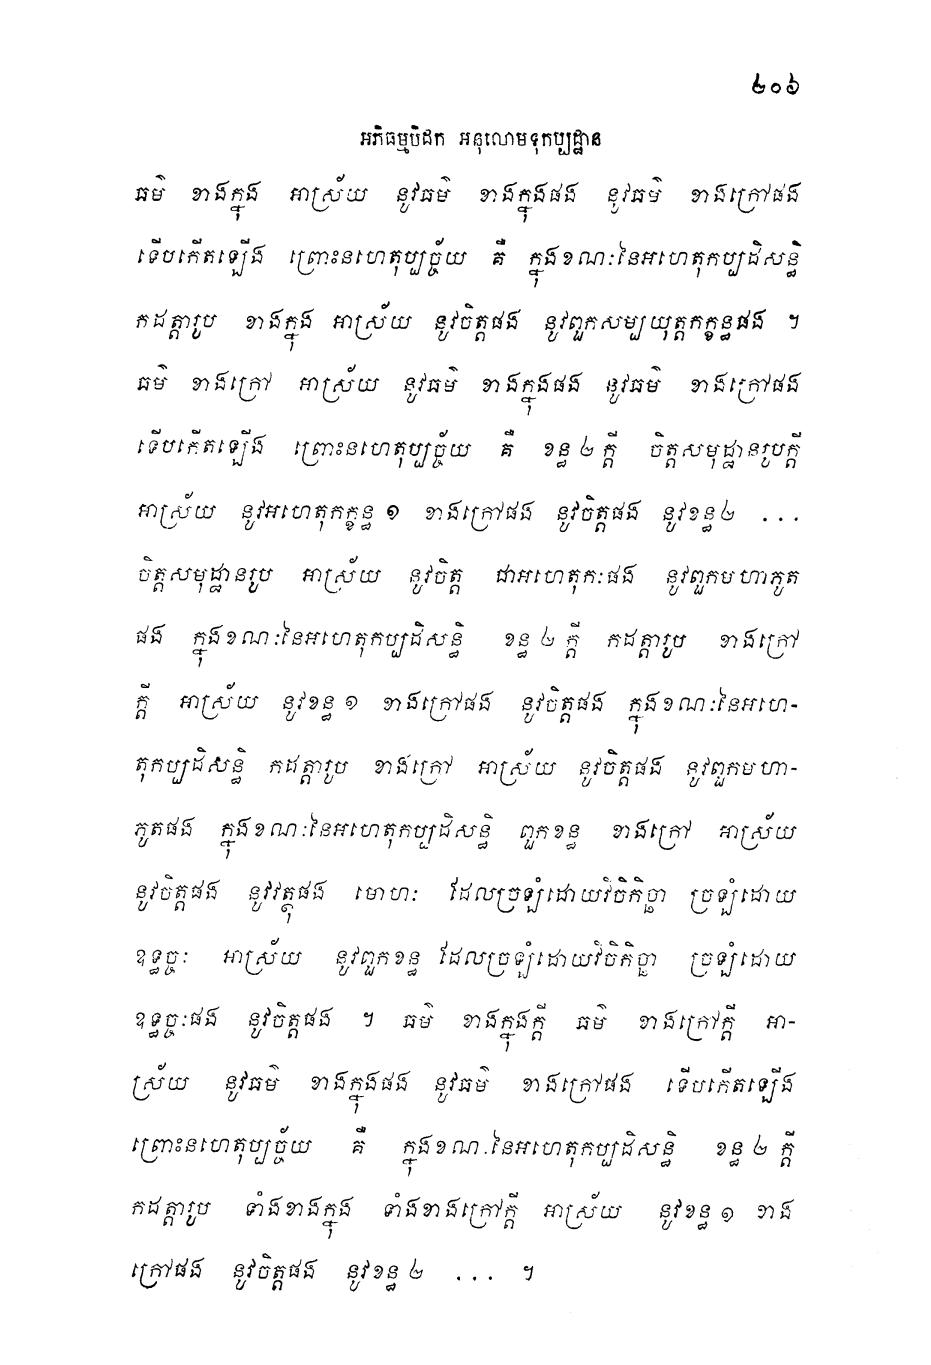 ២០៦
អភិធម្មបិដក អនុលោមទុកប្បដ្ឋាន
ធម៌ ខាងក្នុង អាស្រ័យ នូវធម៌ ខាងក្នុងផង នូវធម៌ ខាងក្រៅផង
ទើបកើតឡើង ព្រោះនហេតុប្បច្ច័យ គឺ ក្នុងខណៈនៃអហេតុកប្បដិសន្ធិ
កដត្តារូប ខាងក្នុង អាស្រ័យ នូវចិត្តផង នូវពួកសម្បយុត្តកក្ខន្ធផង ។
ធម៌ ខាងក្រៅ អាស្រ័យ នូវធម៌ ខាងក្នុងផង នូវធម៌ ខាងក្រៅផង
ទើបកើតឡើង ព្រោះនហេតុប្បច្ច័យ គឺ ខន្ធ ២ ក្តី ចិត្តសមុដ្ឋានរូបក្តី
អាស្រ័យ នូវអហេតុកក្ខន្ធ ១ ខាងក្រៅផង នូវចិត្តផង នូវខន្ធ ២ ...
ចិត្តសមុដ្ឋានរូប អាស្រ័យ នូវចិត្ត ជាអហេតុកៈផង នូវពួកមហាភូត
ផង ក្នុងខណៈនៃអហេតុកប្បដិសន្ធិ ខន្ធ ២ ក្តី កដត្តារូប ខាងក្រៅ
ក្តី អាស្រ័យ នូវខន្ធ ១ ខាងក្រៅផង នូវចិត្តផង ក្នុងខណៈនៃអហេ-
តុកប្បដិសន្ធិ កដត្តារូប ខាងក្រៅ អាស្រ័យ នូវចិត្តផង នូវពួកមហា-
ភូតផង ក្នុងខណៈនៃអហេតុកប្បដិសន្ធិ ពួកខន្ធ ខាងក្រៅ អាស្រ័យ
នូវចិត្តផង នូវវត្ថុផង មោហៈ ដែលច្រឡំដោយវិចិកិច្ឆា ច្រឡំដោយ
ឧទ្ធច្ចៈ អាស្រ័យ នូវពួកខន្ធ ដែលច្រឡំដោយវិចិកិច្ឆា ច្រឡំដោយ
ឧទ្ធច្ចៈផង នូវចិត្តផង ។ ធម៌ ខាងក្នុងក្តី ធម៌ ខាងក្រៅក្តី អា-
ស្រ័យ នូវធម៌ ខាងក្នុងផង នូវធម៌ ខាងក្រៅផង ទើបកើតឡើង
ព្រោះនហេតុប្បច្ច័យ គឺ ក្នុងខណៈនៃអហេតុកប្បដិសន្ធិ ខន្ធ ២ ក្តី
កដត្តារូប ទាំងខាងក្នុង ទាំងខាងក្រៅក្តី អាស្រ័យ នូវខន្ធ ១ ខាង
ក្រៅផង នូវចិត្តផង នូវខន្ធ ២ ... ។